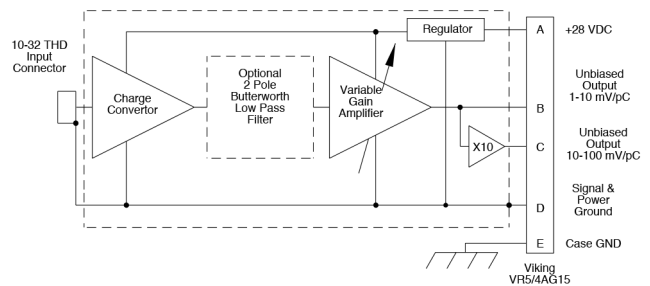 10-32 THD
Input
Connector
Charge
Convertor
Optional
2 Pole
Butterworth
Low Pass
Filter
Variable
Gain
Amplifier
Regulator
X10
A
B
C
D
E
+28 VDC
Unbiased
Output
1-10 mV/pC
Unbiased
Output
10-100 mV/pC
Signal &
Power
Ground
Case GND
Viking
VR5/4AG15